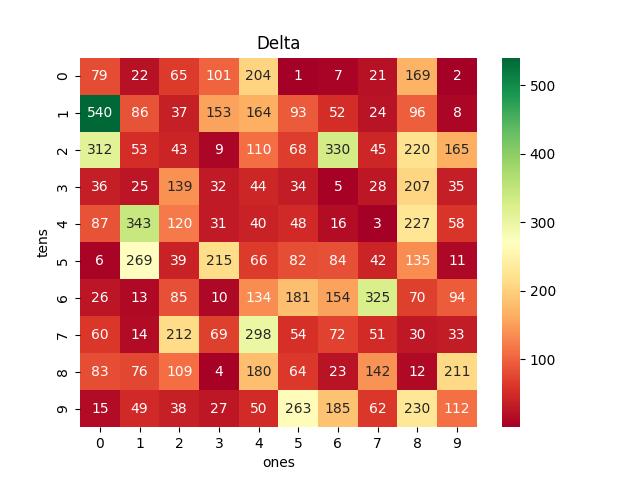 Delta
0 79 22 65 101 204 1 7 21 169 2
1 540 86 37 153 164 93 52 24 96 8
2 312 53 43 9 110 68 330 45 220 165
3 36 25 139 32 44 34 5 28 207 35
4 87 343 120 31 40 48 16 3 227 58
5 6 269 39 215 66 82 84 42 135 11
6 26 13 85 10 134 181 154 325 70 94
7 60 14 212 69 298 54 72 51 30 33
8 83 76 109 4 180 64 23 142 12 211
9 15 49 38 27 50 263 185 62 230 112
0 1 2 3 4 5 6 7 8 9
ones
tens
500
400
300
200
100